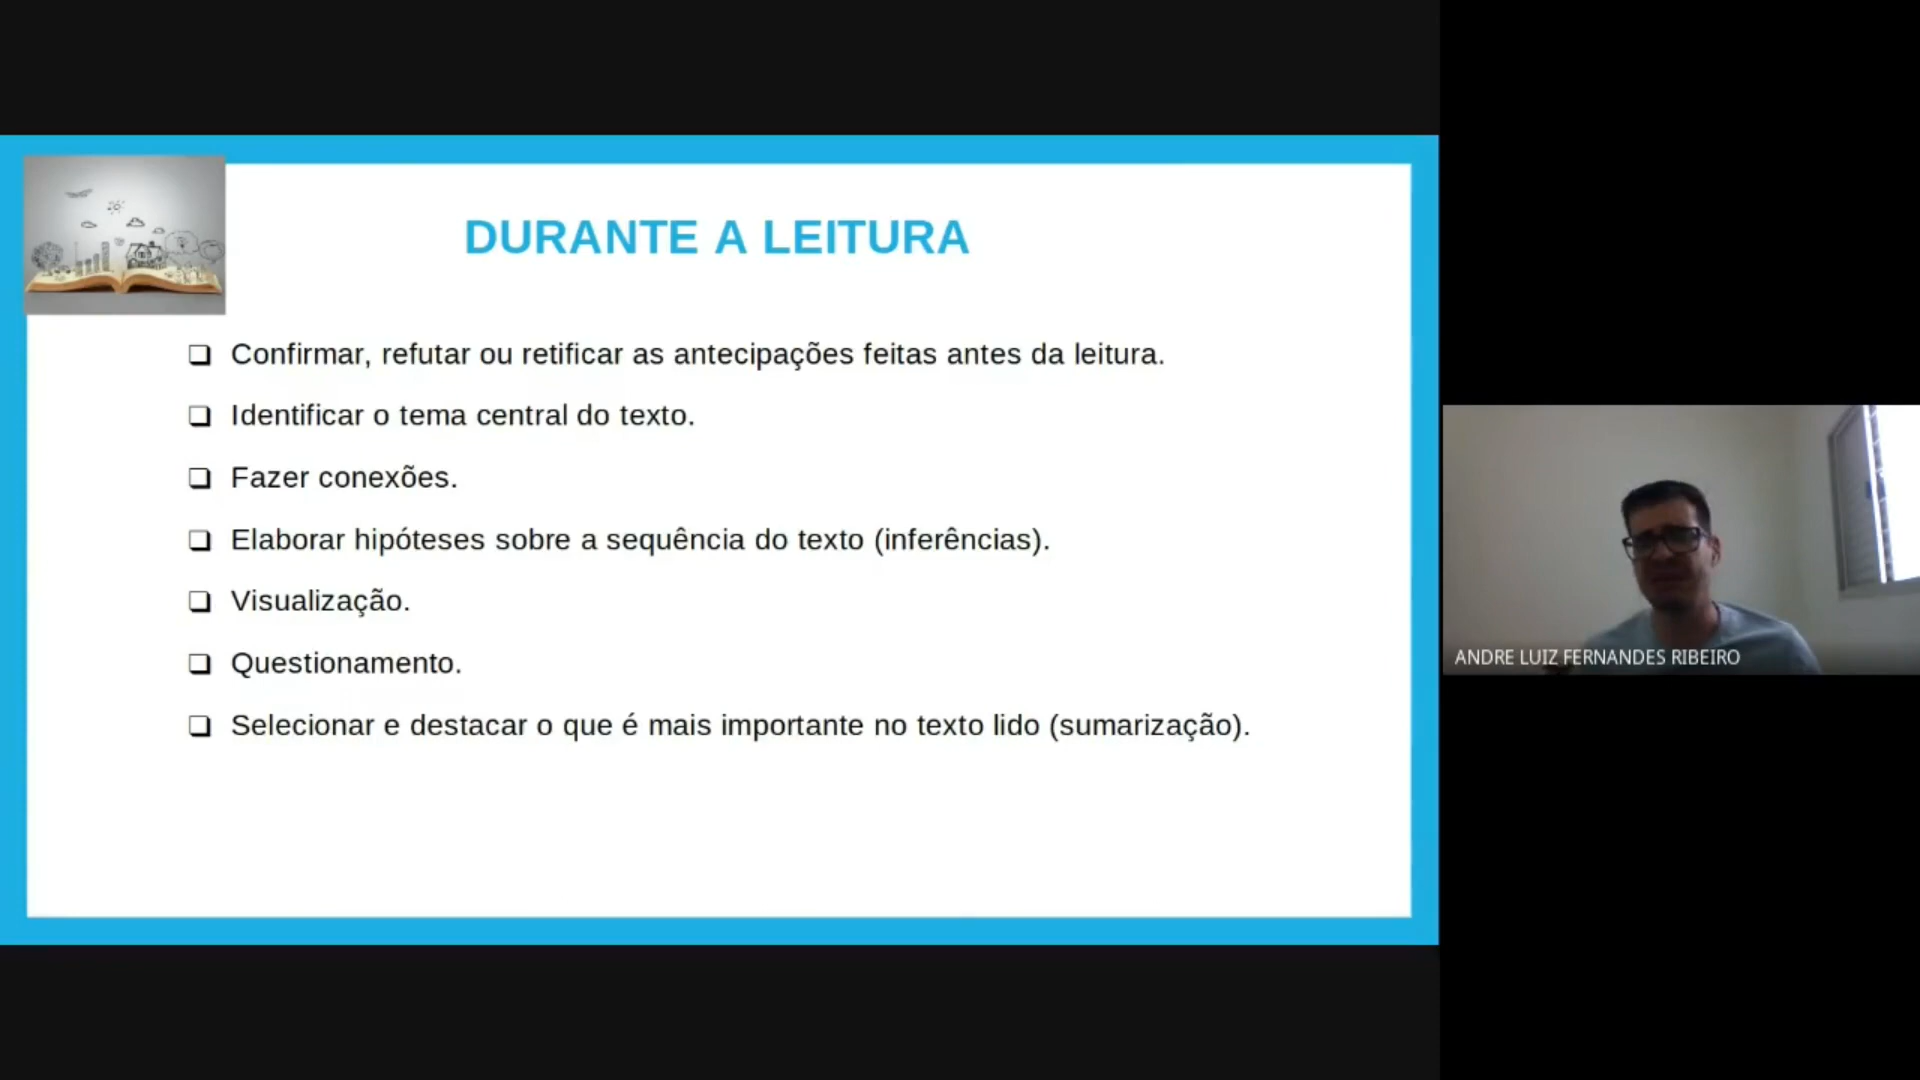 DURANTE A LEITURA
❏ Confirmar, refutar ou retificar as antecipações feitas antes da leitura.
❏ Identificar o tema central do texto.
❏ Fazer conexões.
❏ Elaborar hipóteses sobre a sequência do texto (inferências).
❏ Visualização.
❏ Questionamento.
❏ Selecionar e destacar o que é mais importante no texto lido (sumarização).
ANDRE LUIZ FERNANDES RIBEIRO